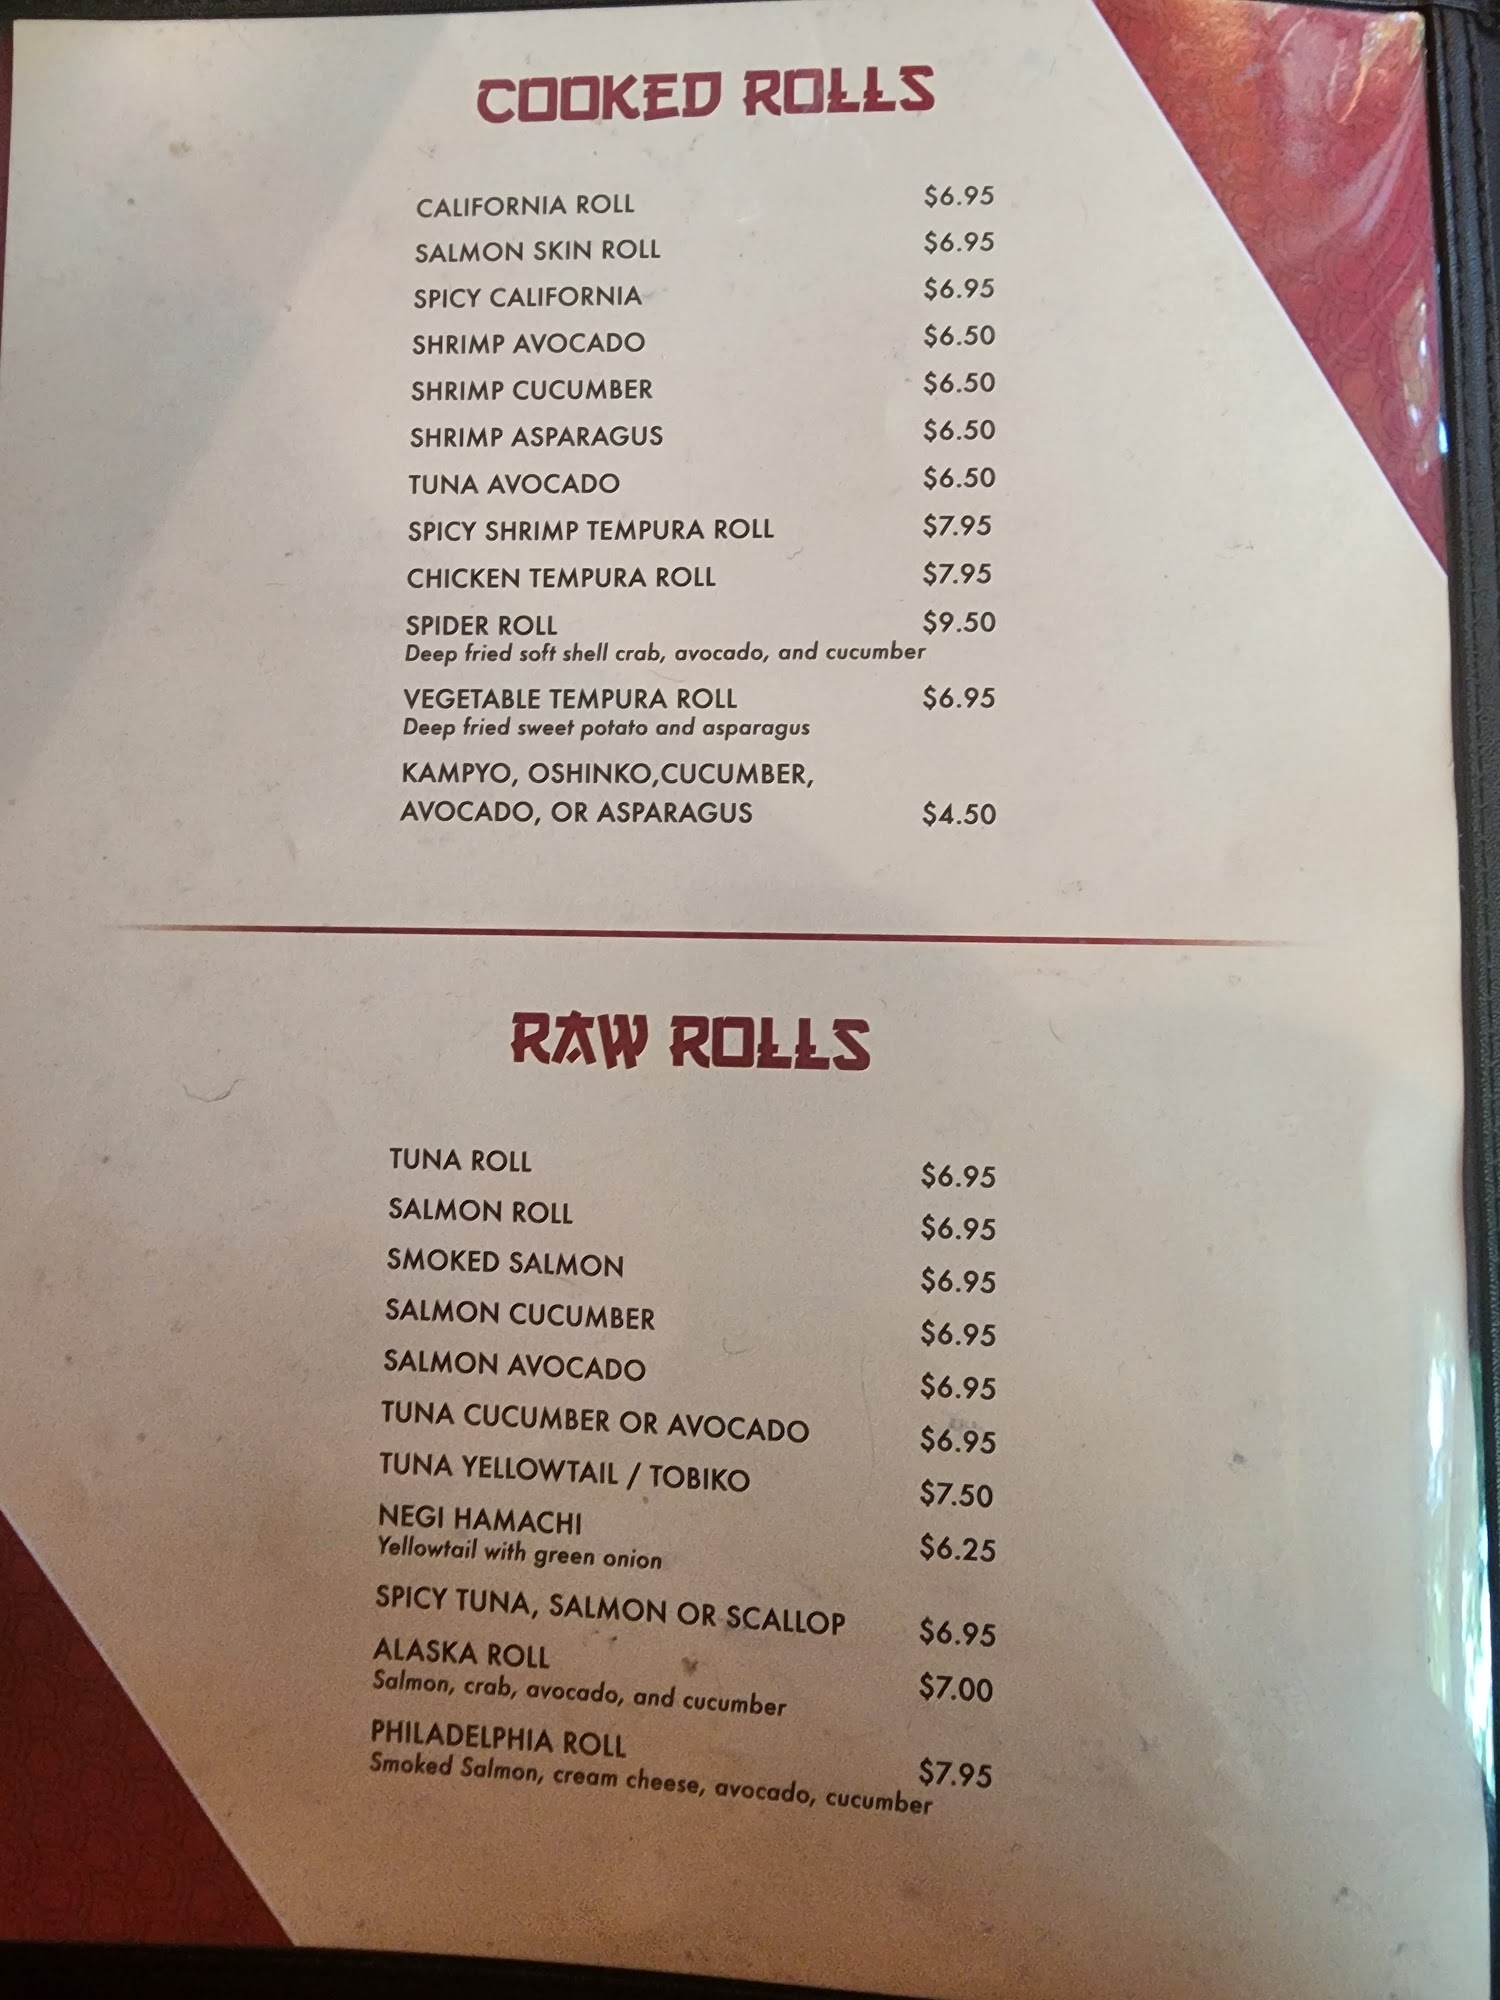 COOKED ROLLS
CALIFORNIA ROLL $6.95
SALMON SKIN ROLL $6.95
SPICY CALIFORNIA $6.95
SHRIMP AVOCADO $6.50
SHRIMP CUCUMBER $6.50
SHRIMP ASPARAGUS $6.50
TUNA AVOCADO $6.50
SPICY SHRIMP TEMPURA ROLL $7.95
CHICKEN TEMPURA ROLL $7.95
SPIDER ROLL $9.50
Deep fried soft shell crab, avocado, and cucumber
VEGETABLE TEMPURA ROLL $6.95
Deep fried sweet potato and asparagus
KAMPYO, OSHINKO,CUCUMBER,
AVOCADO, OR ASPARAGUS $4.50
RAW ROLLS
TUNA ROLL $6.95
SALMON ROLL $6.95
SMOKED SALMON $6.95
SALMON CUCUMBER $6.95
SALMON AVOCADO $6.95
TUNA CUCUMBER OR AVOCADO $6.95
TUNA YELLOWTAIL / TOBIKO $7.50
NEGI HAMACHI $6.25
Yellowtail with green onion
SPICY TUNA, SALMON OR SCALLOP $6.95
ALASKA ROLL $7.00
Salmon, crab, avocado, and cucumber
PHILADELPHIA ROLL $7.95
Smoked Salmon, cream cheese, avocado, cucumber